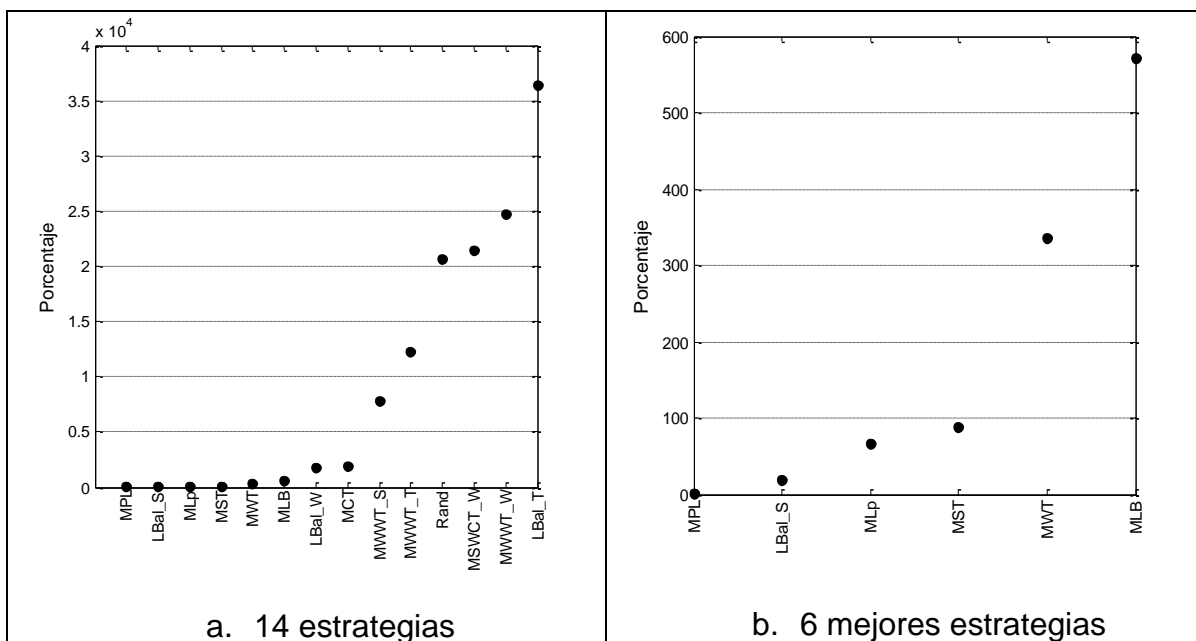 x 10^4
4
3.5
3
2.5
2
1.5
1
0.5
0
Porcentaje
MPL
LBal_S
MLp
MST
MWT
MLB
LBal_W
MCT
MWWT_S
MWWT_T
Rand
MSWCT_W
MWWT_W
LBal_T
a. 14 estrategias
600
500
400
300
200
100
0
Porcentaje
MPL
LBal_S
MLp
MST
MWT
MLB
b. 6 mejores estrategias